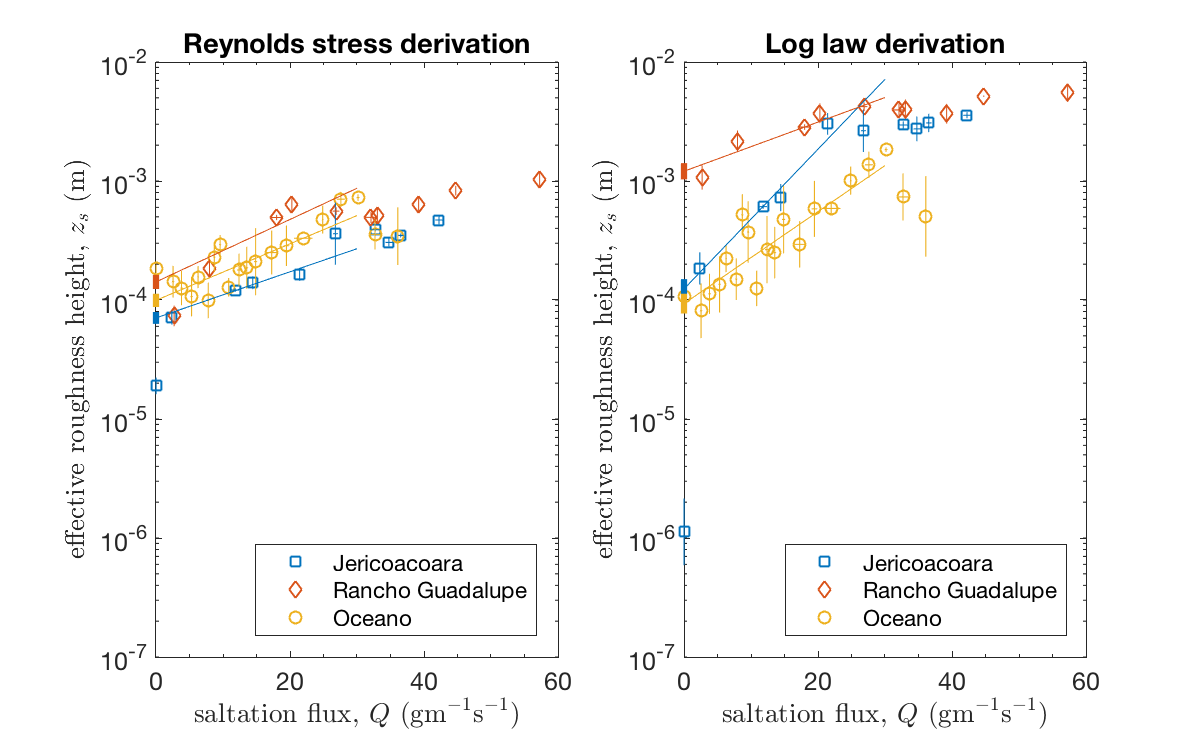 Reynolds stress derivation
10^-2
10^-3
10^-4
10^-5
10^-6
10^-7
effective roughness height, z_s (m)
Jericoacoara
Rancho Guadalupe
Oceano
0 20 40 60
saltation flux, Q (gm^−1s^−1)
Log law derivation
10^-2
10^-3
10^-4
10^-5
10^-6
10^-7
effective roughness height, z_s (m)
Jericoacoara
Rancho Guadalupe
Oceano
0 20 40 60
saltation flux, Q (gm^−1s^−1)